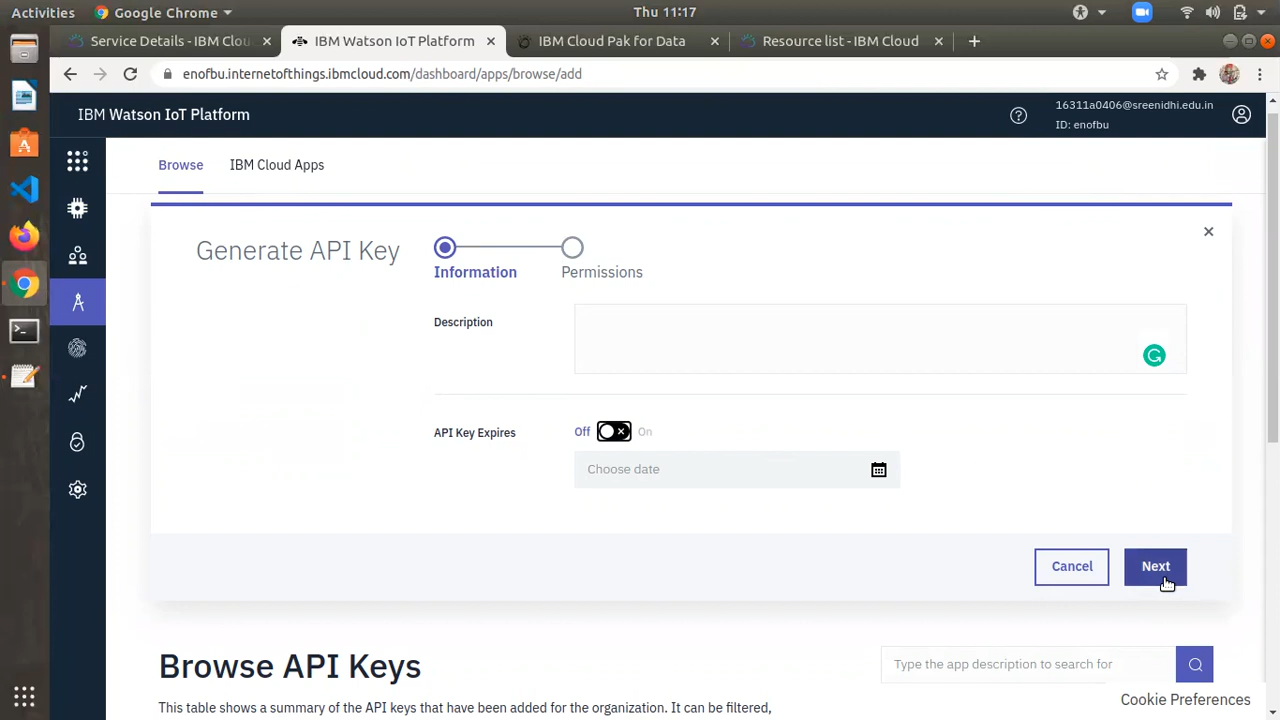 Activities
Google Chrome
Thu 11:17
Service Details - IBM Clou
IBM Watson IoT Platform
IBM Cloud Pak for Data
Resource list - IBM Cloud
enofbu.internetofthings.ibmcloud.com/dashboard/apps/browse/add
IBM Watson IoT Platform
16311a0406@sreenidhi.edu.in
ID: enofbu
Browse
IBM Cloud Apps
Generate API Key
Information
Permissions
Description
API Key Expires
Off
On
Choose date
Cancel
Next
Browse API Keys
Type the app description to search for
Cookie Preferences
This table shows a summary of the API keys that have been added for the organization. It can be filtered,